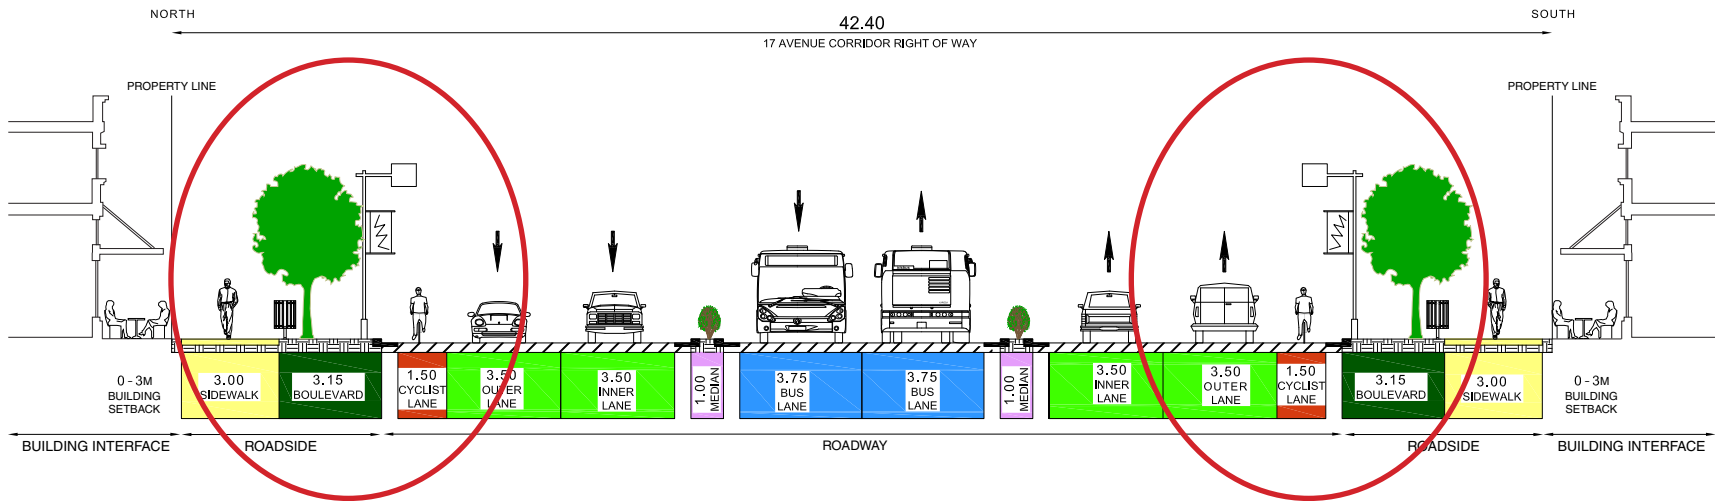 NORTH
SOUTH
42.40
17 AVENUE CORRIDOR RIGHT OF WAY
PROPERTY LINE
PROPERTY LINE
0 - 3M
BUILDING
SETBACK
3.00
SIDEWALK
3.15
BOULEVARD
1.50
CYCLIST
LANE
3.50
OUTER
LANE
3.50
INNER
LANE
1.00
MEDIAN
3.75
BUS
LANE
3.75
BUS
LANE
1.00
MEDIAN
3.50
INNER
LANE
3.50
OUTER
LANE
1.50
CYCLIST
LANE
3.15
BOULEVARD
3.00
SIDEWALK
0 - 3M
BUILDING
SETBACK
BUILDING INTERFACE
ROADSIDE
ROADWAY
ROADSIDE
BUILDING INTERFACE